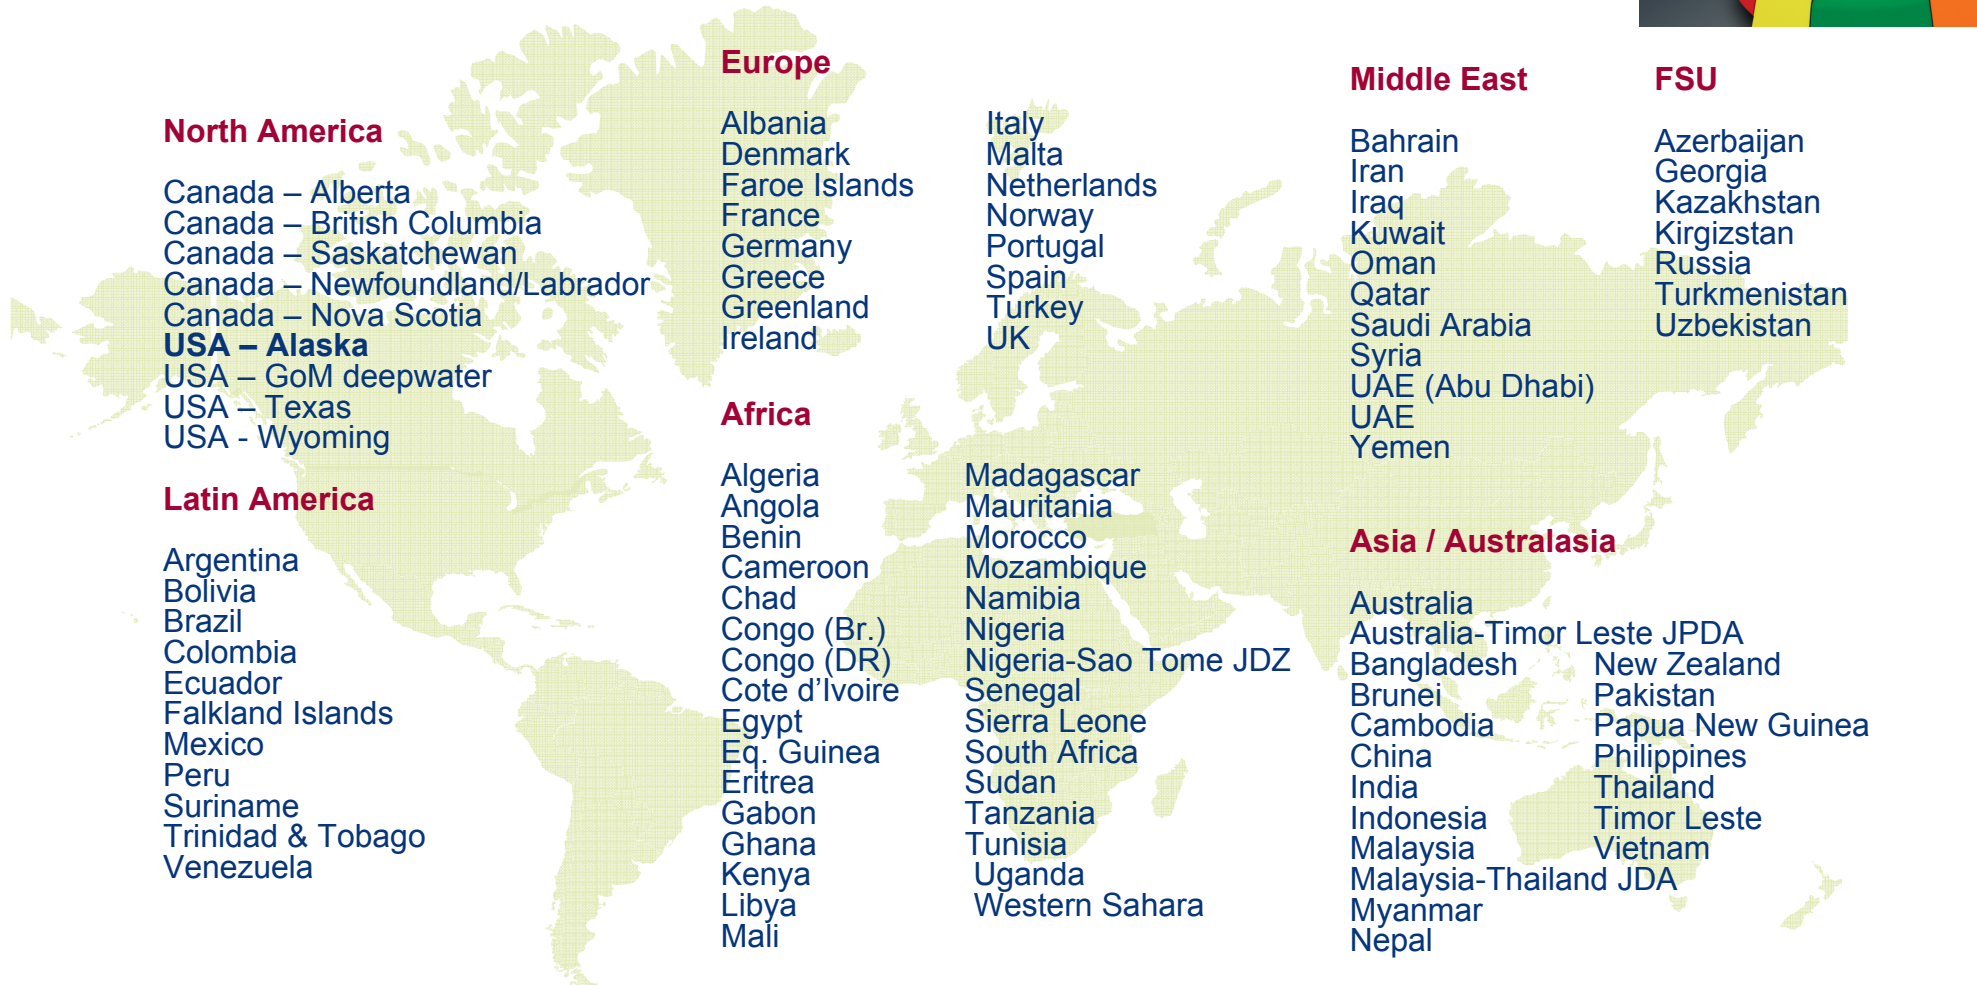 North America
Canada – Alberta
Canada – British Columbia
Canada – Saskatchewan
Canada – Newfoundland/Labrador
Canada – Nova Scotia
USA – Alaska
USA – GoM deepwater
USA – Texas
USA - Wyoming
Latin America
Argentina
Bolivia
Brazil
Colombia
Ecuador
Falkland Islands
Mexico
Peru
Suriname
Trinidad & Tobago
Venezuela
Europe
Albania
Denmark
Faroe Islands
France
Germany
Greece
Greenland
Ireland
Italy
Malta
Netherlands
Norway
Portugal
Spain
Turkey
UK
Africa
Algeria
Angola
Benin
Cameroon
Chad
Congo (Br.)
Congo (DR)
Cote d’Ivoire
Egypt
Eq. Guinea
Eritrea
Gabon
Ghana
Kenya
Libya
Mali
Madagascar
Mauritania
Morocco
Mozambique
Namibia
Nigeria
Nigeria-Sao Tome JDZ
Senegal
Sierra Leone
South Africa
Sudan
Tanzania
Tunisia
Uganda
Western Sahara
Middle East
Bahrain
Iran
Iraq
Kuwait
Oman
Qatar
Saudi Arabia
Syria
UAE (Abu Dhabi)
UAE
Yemen
FSU
Azerbaijan
Georgia
Kazakhstan
Kirgizstan
Russia
Turkmenistan
Uzbekistan
Asia / Australasia
Australia
Australia-Timor Leste JPDA
Bangladesh
Brunei
Cambodia
China
India
Indonesia
Malaysia
Malaysia-Thailand JDA
Myanmar
Nepal
New Zealand
Pakistan
Papua New Guinea
Philippines
Thailand
Timor Leste
Vietnam